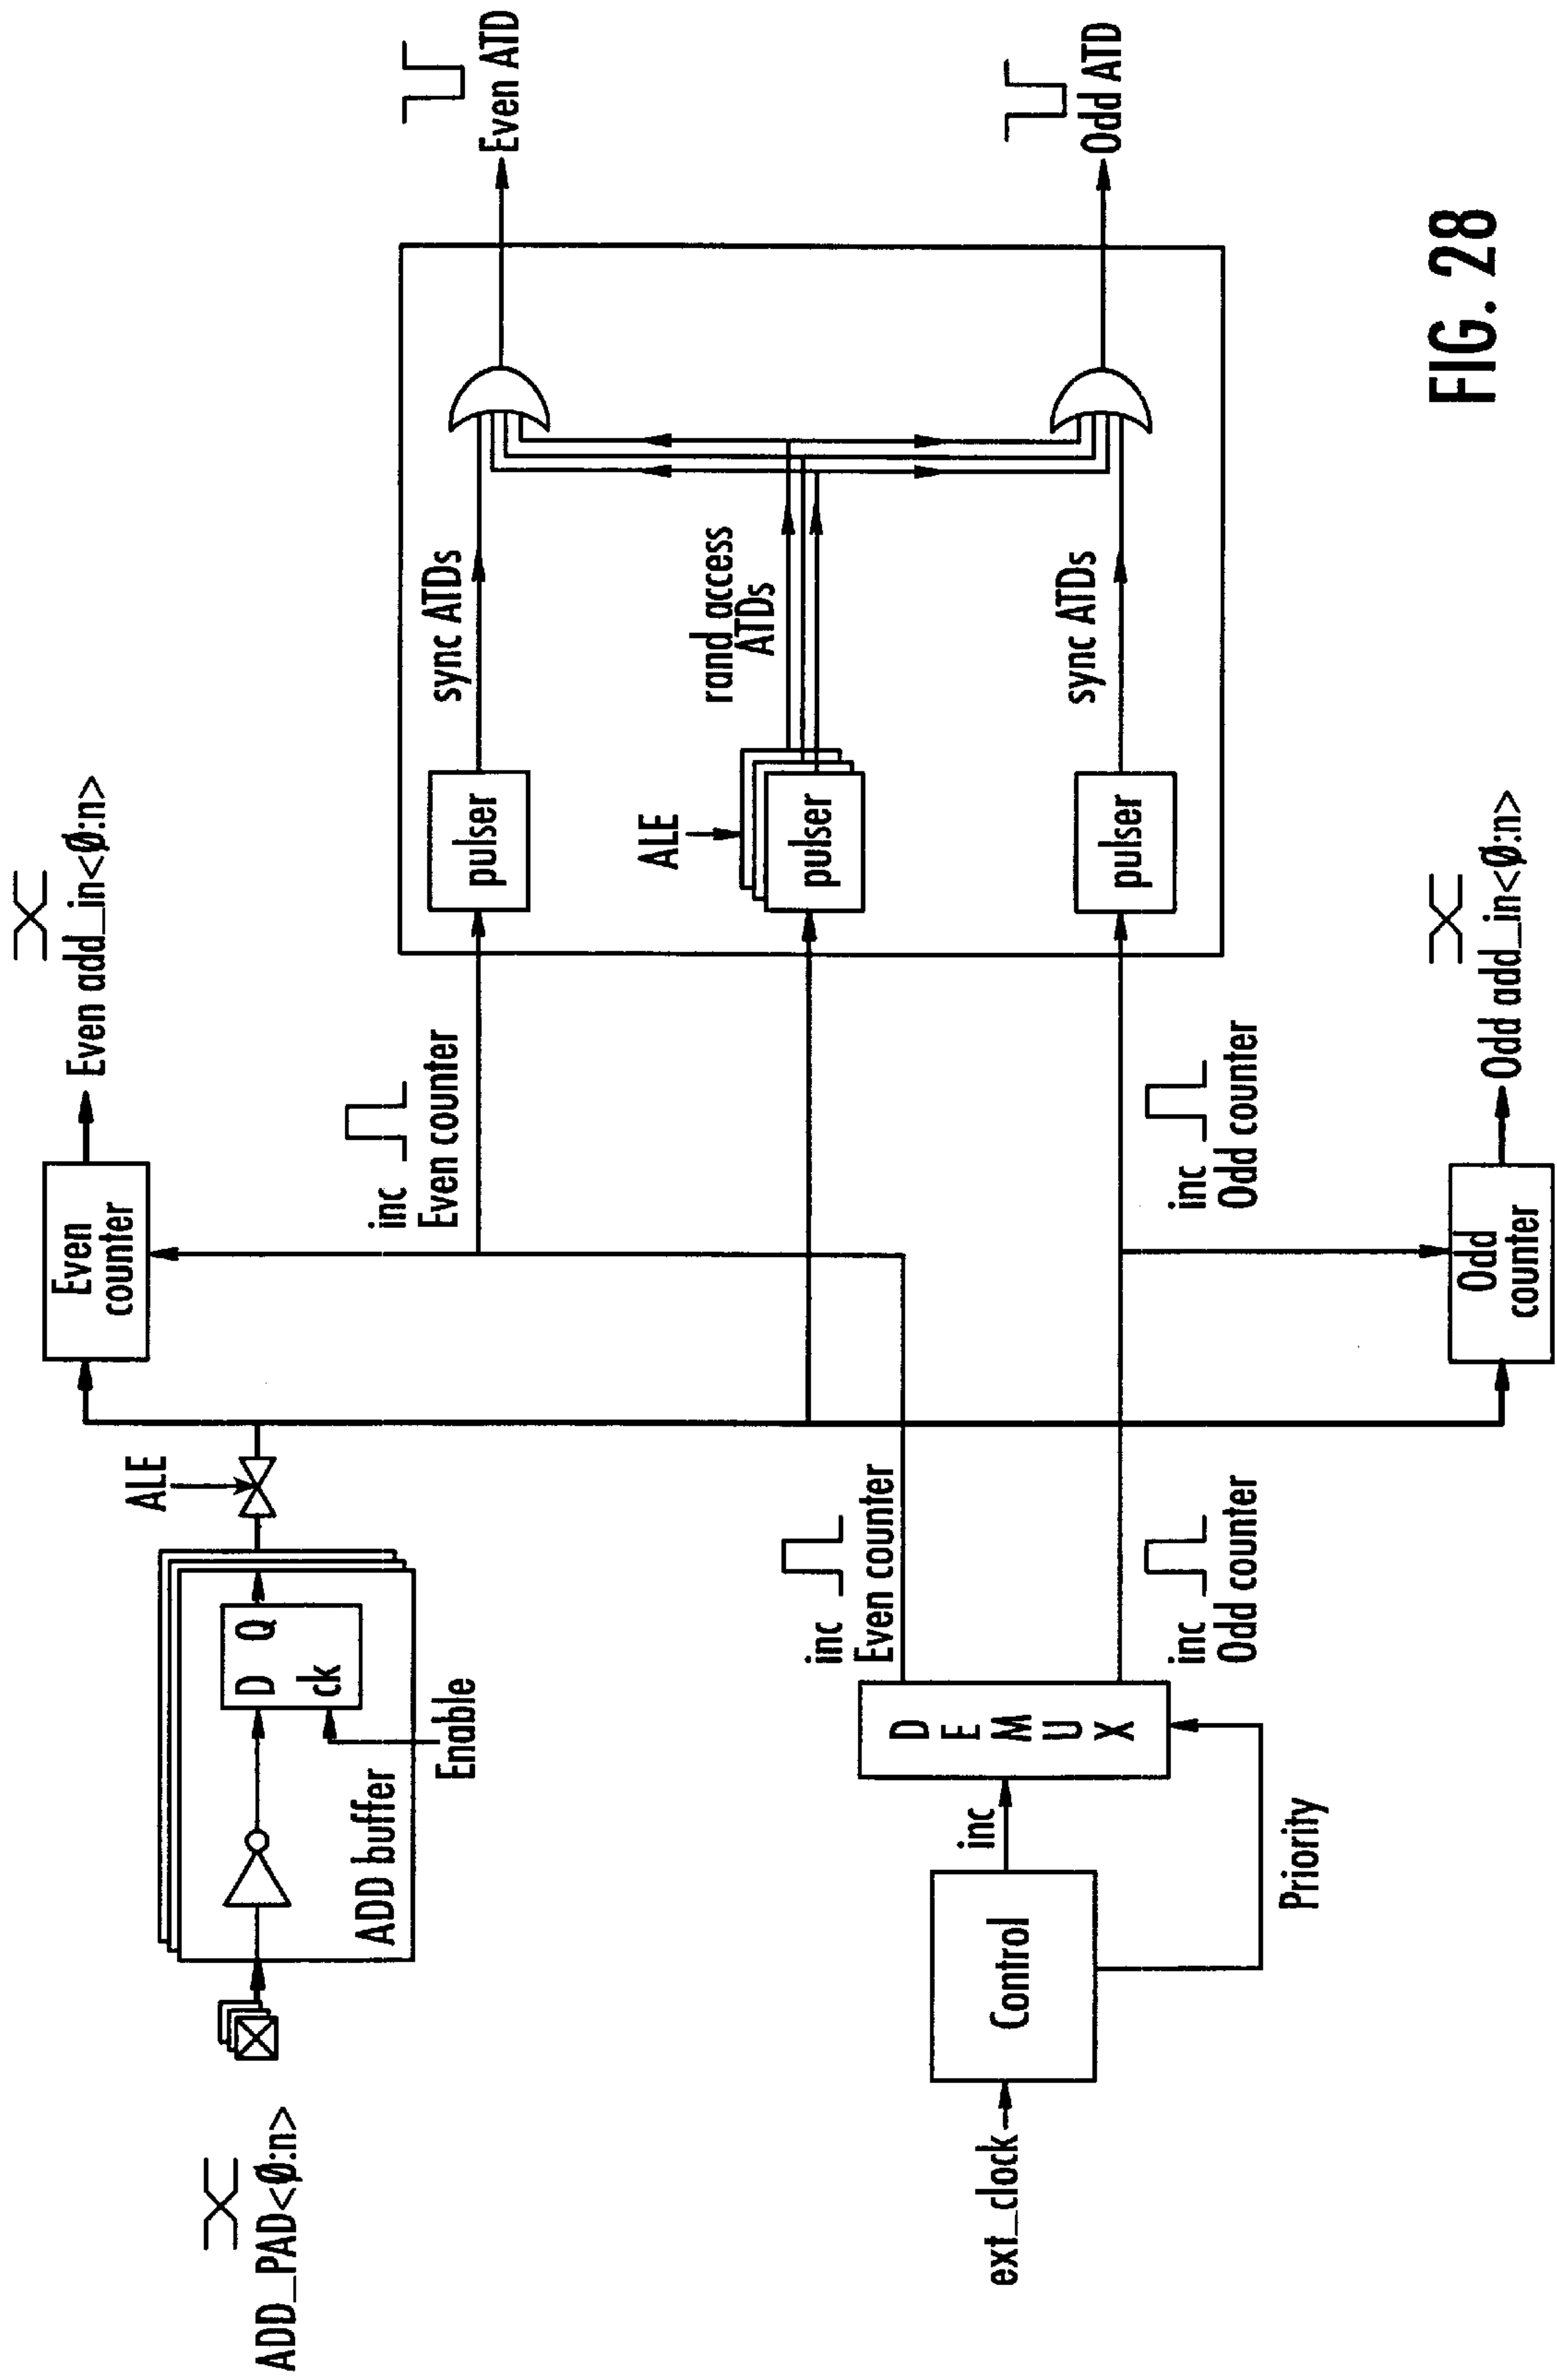 ADD_PAD<Ø:n>
ADD buffer
D Q
ck
Enable
ALE
Even
counter
Even add_in<Ø:n>
inc
Even counter
pulser
sync ATDs
Even ATD
ALE
pulser
rand access
ATDs
ext_clock
Control
inc
Priority
DEMUX
inc
Even counter
inc
Odd counter
inc
Odd counter
pulser
sync ATDs
Odd ATD
Odd
counter
Odd add_in<Ø:n>
FIG. 28